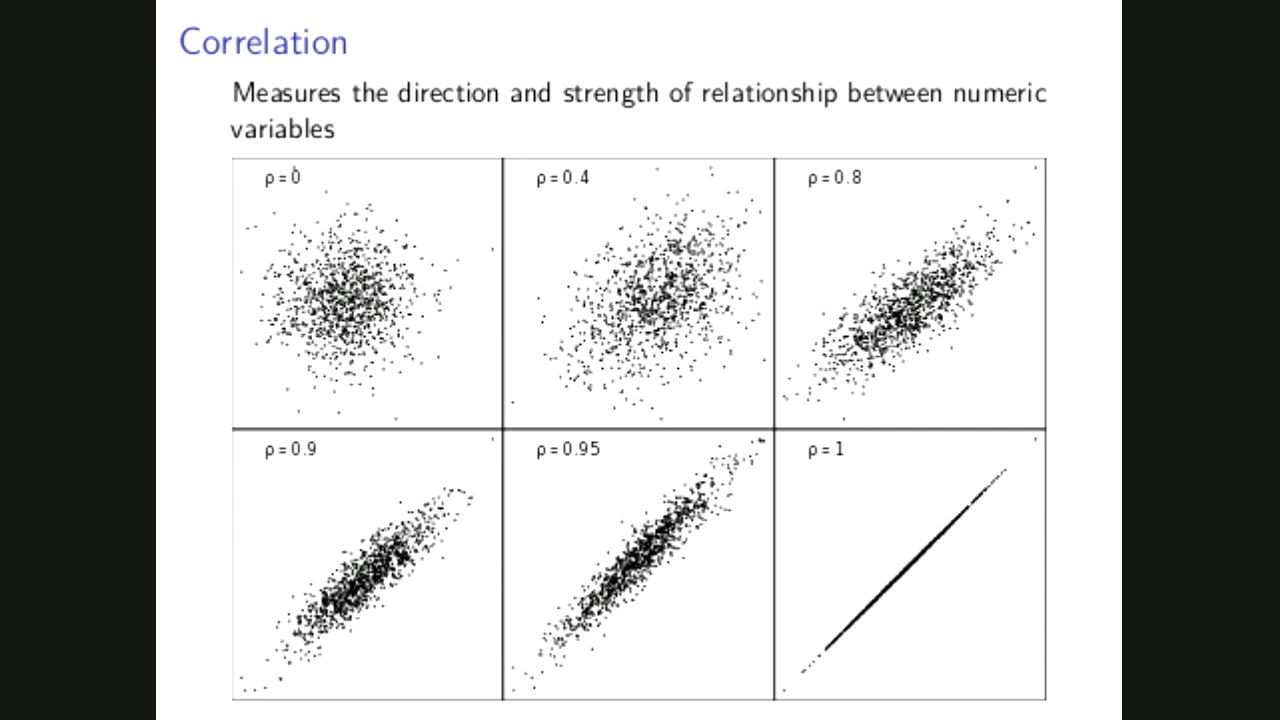 Correlation
Measures the direction and strength of relationship between numeric
variables
ρ = 0
ρ = 0.4
ρ = 0.8
ρ = 0.9
ρ = 0.95
ρ = 1